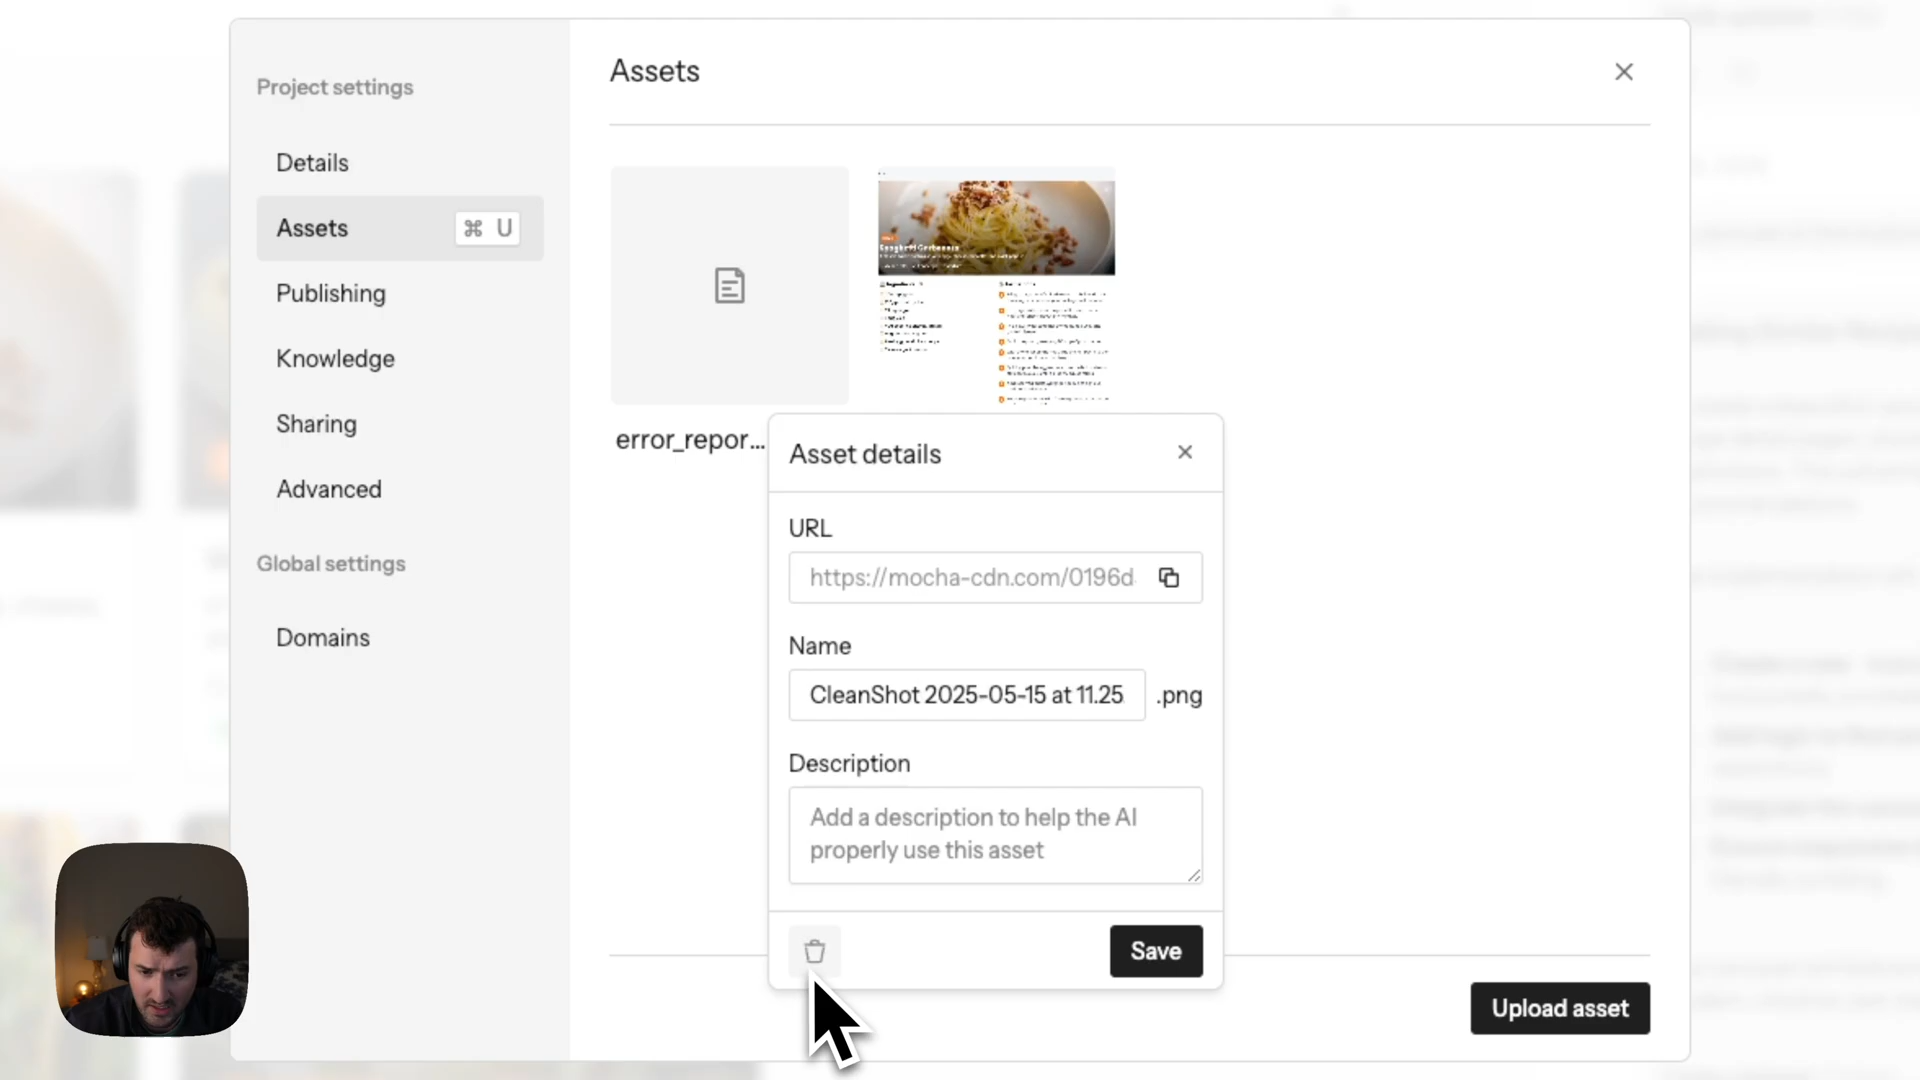 Project settings
Details
Assets ⌘ U
Publishing
Knowledge
Sharing
Advanced
Global settings
Domains
Assets
error_repor...
Asset details
URL
https://mocha-cdn.com/0196d
Name
CleanShot 2025-05-15 at 11.25 .png
Description
Add a description to help the AI
properly use this asset
Save
Upload asset